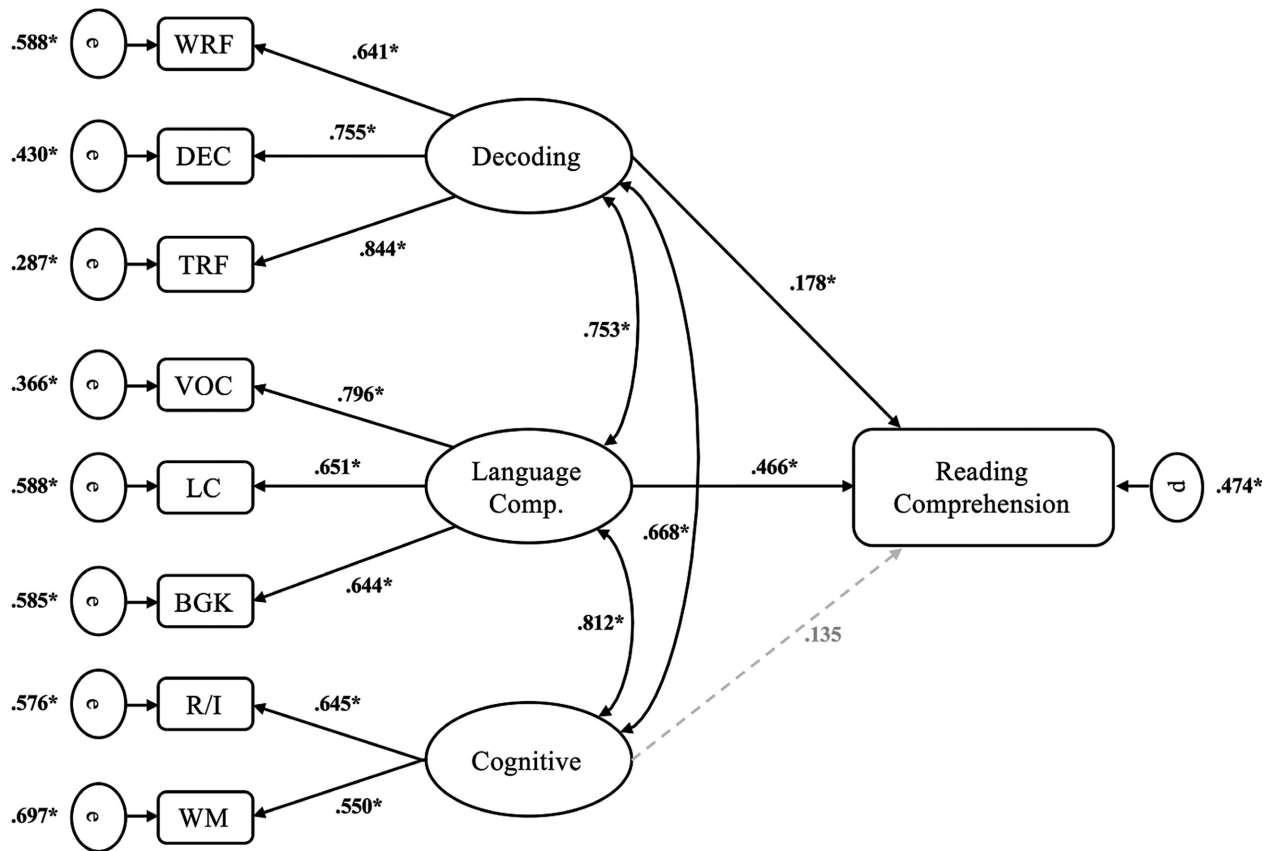 .588*
e
WRF
.641*
.430*
e
DEC
.755*
Decoding
.287*
e
TRF
.844*
.178*
.753*
.366*
e
VOC
.796*
.588*
e
LC
.651*
Language
Comp.
.466*
Reading
Comprehension
d
.474*
.668*
.585*
e
BGK
.644*
.812*
.135
.576*
e
R/I
.645*
Cognitive
.697*
e
WM
.550*